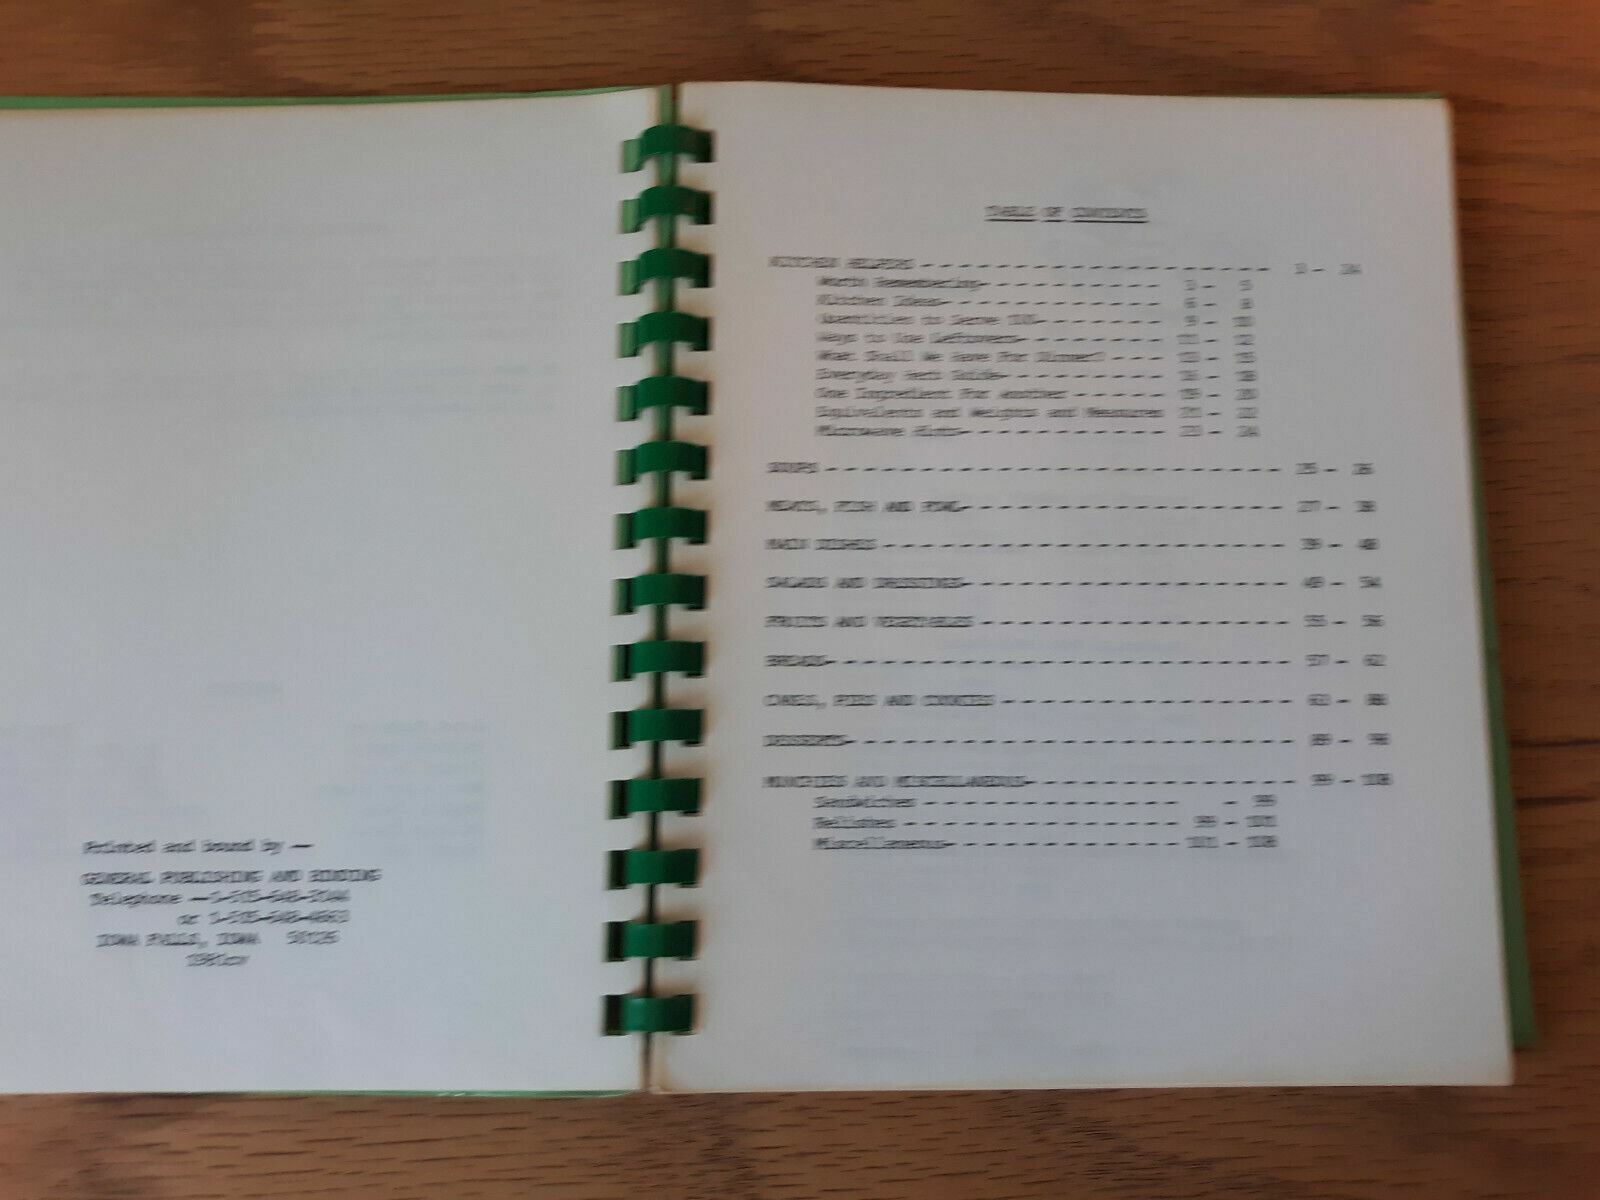 Printed and bound by —
GENERAL PUBLISHING AND BINDING
Telephone
or
IOWA FALLS, IOWA 50126
TABLE OF CONTENTS
KITCHEN HELPERS - - - - - - - - - - - - - - - - - - - 3 - 24
Worth Remembering- - - - - - - - - - 3 - 5
Kitchen Ideas- - - - - - - - - - - - 6 - 8
Quantities to Serve 100- - - - - - - 9 - 10
Ways to Use Leftovers- - - - - - - - 11 - 12
What Shall We Have For Dinner? - - - 13 - 15
Everyday Herb Guide- - - - - - - - - 16 - 18
One Ingredient For Another - - - - - 19 - 20
Equivalents and Weights and Measures 21 - 22
Microwave Hints- - - - - - - - - - - 23 - 24
SOUPS - - - - - - - - - - - - - - - - - - - - - - - - 25 - 26
MEATS, FISH AND FOWL- - - - - - - - - - - - - - - - - 27 - 38
MAIN DISHES - - - - - - - - - - - - - - - - - - - - - 39 - 48
SALADS AND DRESSINGS- - - - - - - - - - - - - - - - - 49 - 54
FRUITS AND VEGETABLES - - - - - - - - - - - - - - - - 55 - 56
BREADS- - - - - - - - - - - - - - - - - - - - - - - - 57 - 62
CAKES, PIES AND COOKIES - - - - - - - - - - - - - - - 63 - 88
DESSERTS- - - - - - - - - - - - - - - - - - - - - - - 89 - 98
MUNCHIES AND MISCELLANEOUS- - - - - - - - - - - - - - 99 - 108
Sandwiches - - - - - - - - - - - - - - 99
Relishes - - - - - - - - - - - - - - 99 - 101
Miscellaneous- - - - - - - - - - - - 101 - 108